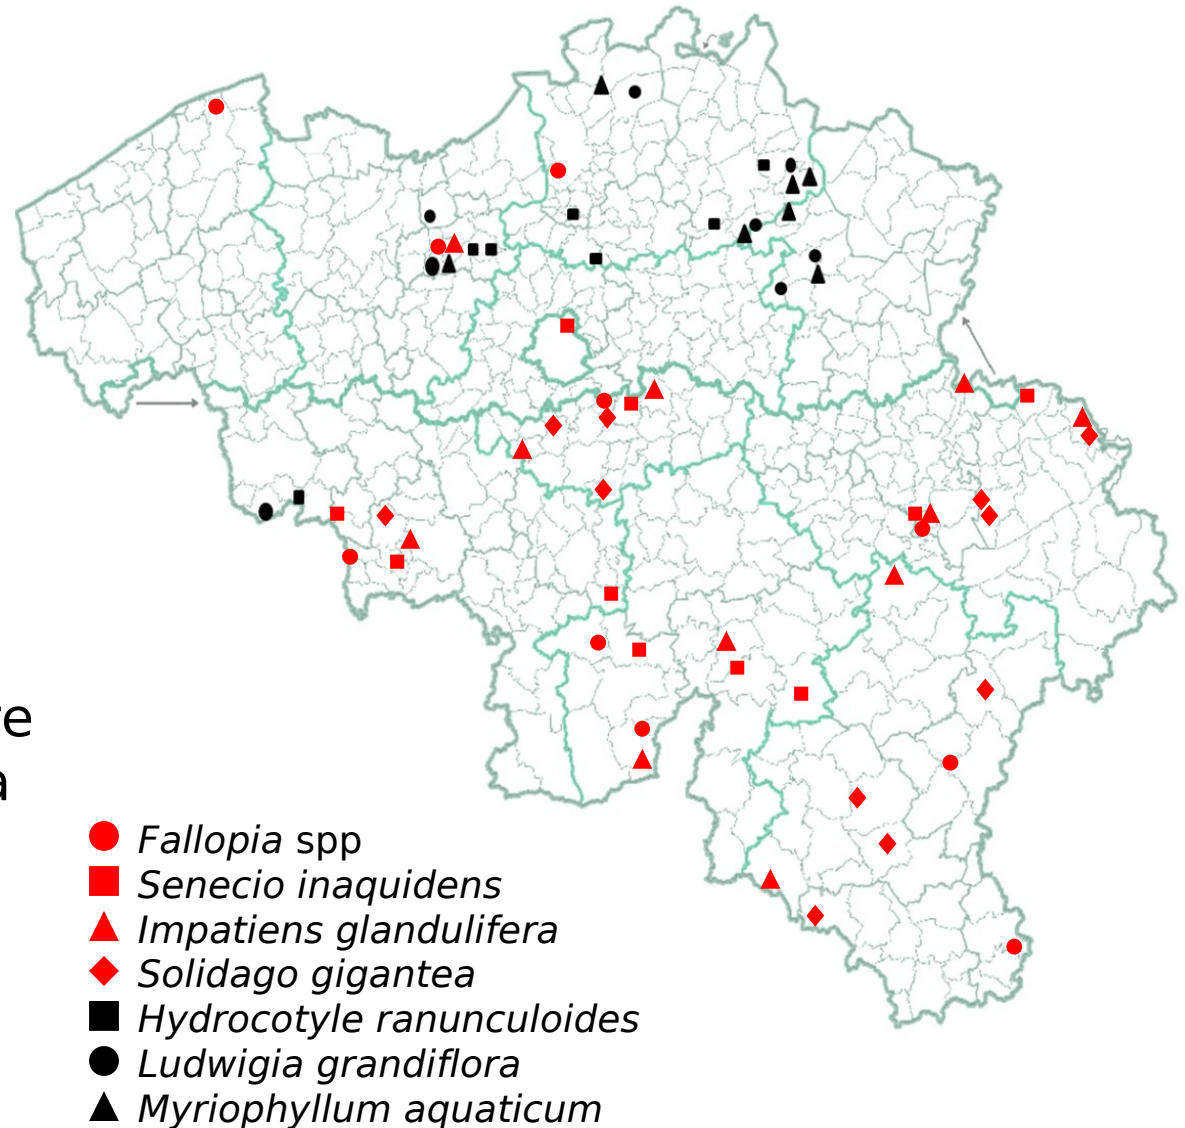 Fallopia spp
Senecio inaquidens
Impatiens glandulifera
Solidago gigantea
Hydrocotyle ranunculoides
Ludwigia grandiflora
Myriophyllum aquaticum